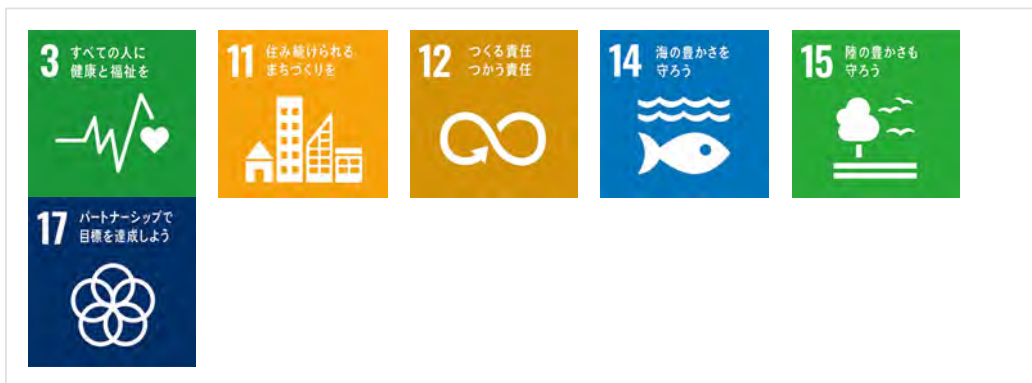 3 すべての人に
健康と福祉を
11 住み続けられる
まちづくりを
12 つくる責任
つかう責任
14 海の豊かさを
守ろう
15 陸の豊かさも
守ろう
17 パートナーシップで
目標を達成しよう